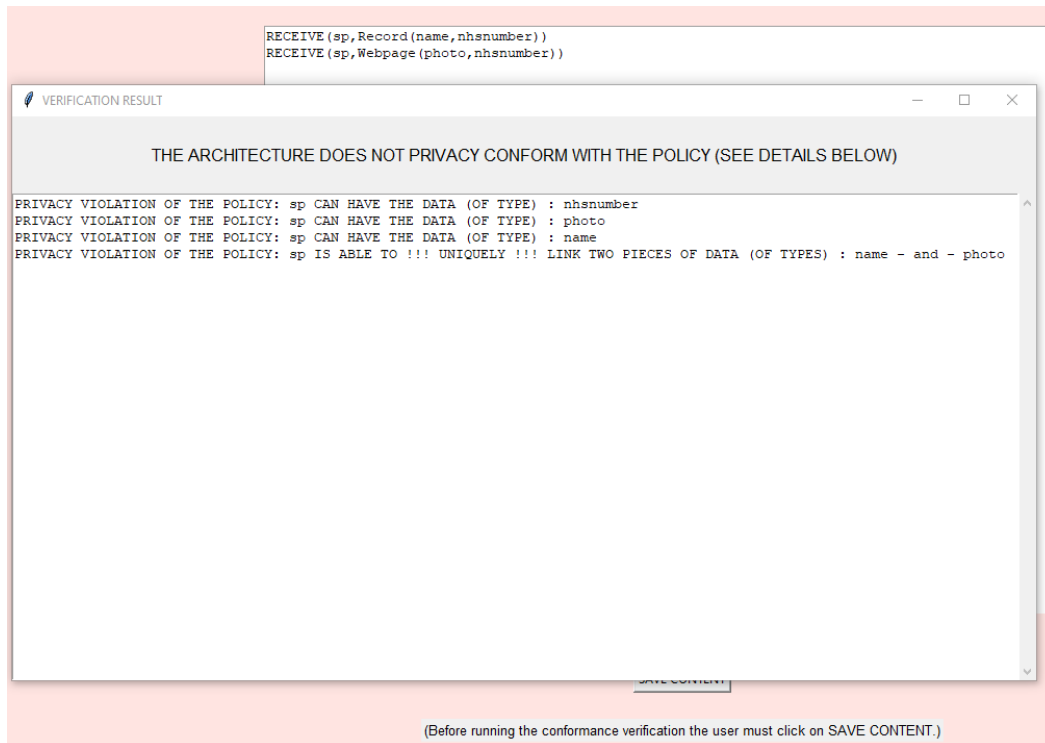 RECEIVE(sp,Record(name,nhsnumber))
RECEIVE(sp,Webpage(photo,nhsnumber))
VERIFICATION RESULT
THE ARCHITECTURE DOES NOT PRIVACY CONFORM WITH THE POLICY (SEE DETAILS BELOW)
PRIVACY VIOLATION OF THE POLICY: sp CAN HAVE THE DATA (OF TYPE) : nhsnumber
PRIVACY VIOLATION OF THE POLICY: sp CAN HAVE THE DATA (OF TYPE) : photo
PRIVACY VIOLATION OF THE POLICY: sp CAN HAVE THE DATA (OF TYPE) : name
PRIVACY VIOLATION OF THE POLICY: sp IS ABLE TO !!! UNIQUELY !!! LINK TWO PIECES OF DATA (OF TYPES) : name - and - photo
SAVE CONTENT
(Before running the conformance verification the user must click on SAVE CONTENT.)